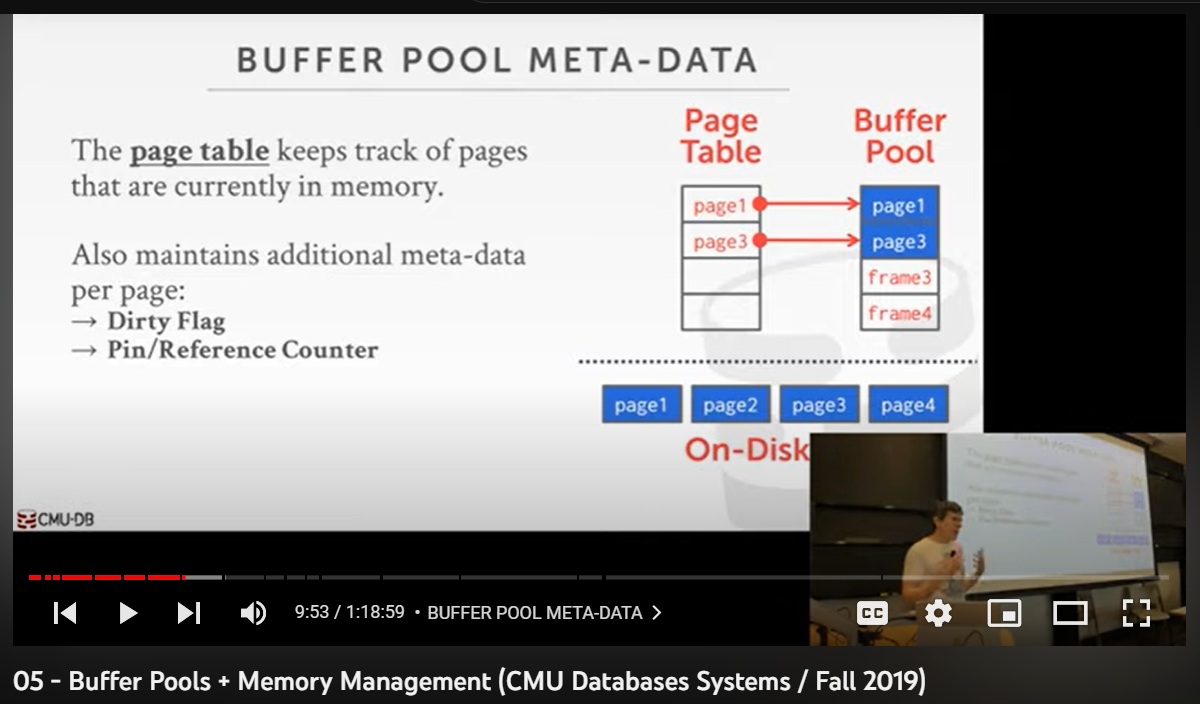 BUFFER POOL META-DATA
The page table keeps track of pages
that are currently in memory.
Also maintains additional meta-data
per page:
→ Dirty Flag
→ Pin/Reference Counter
Page
Table
Buffer
Pool
page1
page3
page1
page3
frame3
frame4
page1
page2
page3
page4
On-Disk
CMU·DB
9:53 / 1:18:59 • BUFFER POOL META-DATA
CC
05 - Buffer Pools + Memory Management (CMU Databases Systems / Fall 2019)